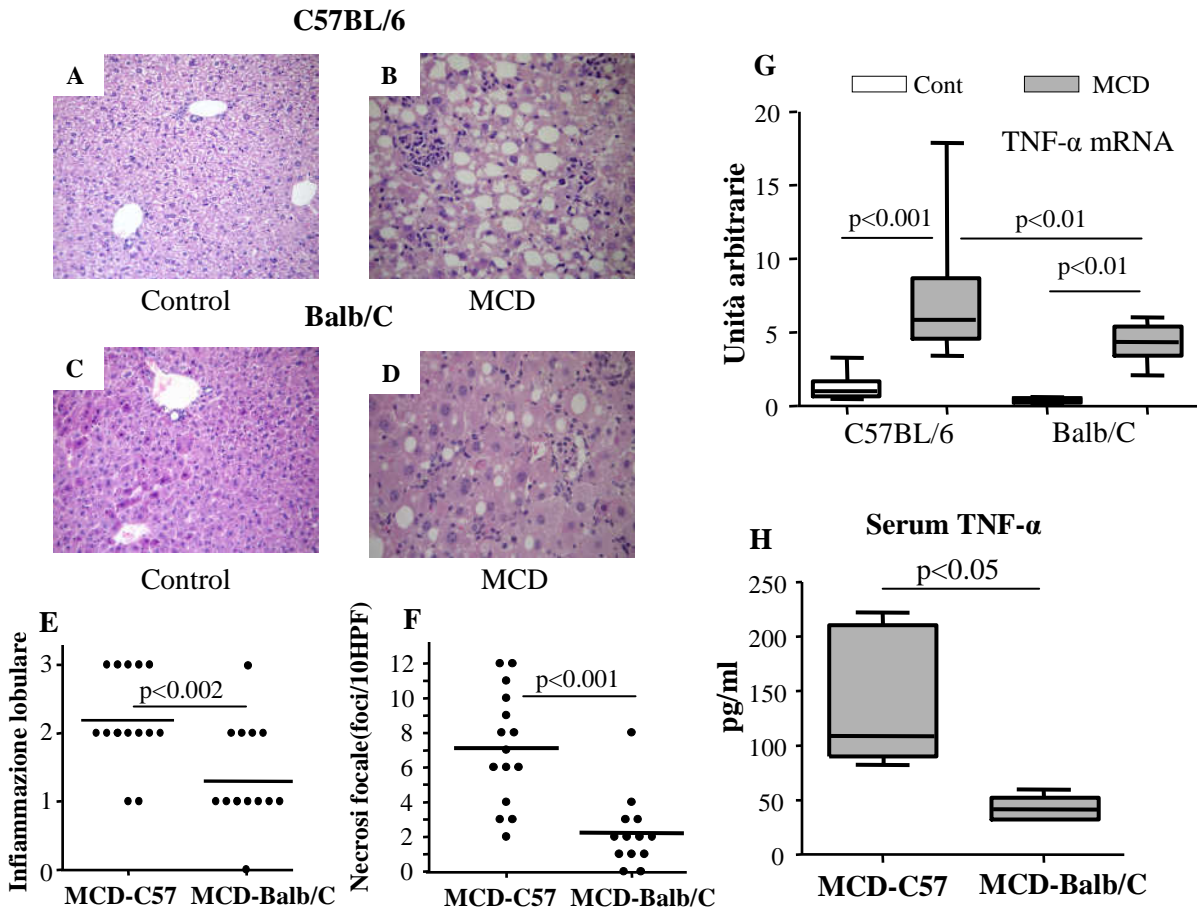 C57BL/6
A
B
Control
MCD
Balb/C
C
D
Control
MCD
E
Infiammazione lobulare
3
2
1
0
p<0.002
MCD-C57
MCD-Balb/C
F
Necrosi focale(foci/10HPF)
12
10
8
6
4
2
0
p<0.001
MCD-C57
MCD-Balb/C
G
Cont
MCD
TNF-α mRNA
Unità arbitrarie
20
15
10
5
0
p<0.001
p<0.01
p<0.01
C57BL/6
Balb/C
H
Serum TNF-α
pg/ml
250
200
150
100
50
0
p<0.05
MCD-C57
MCD-Balb/C